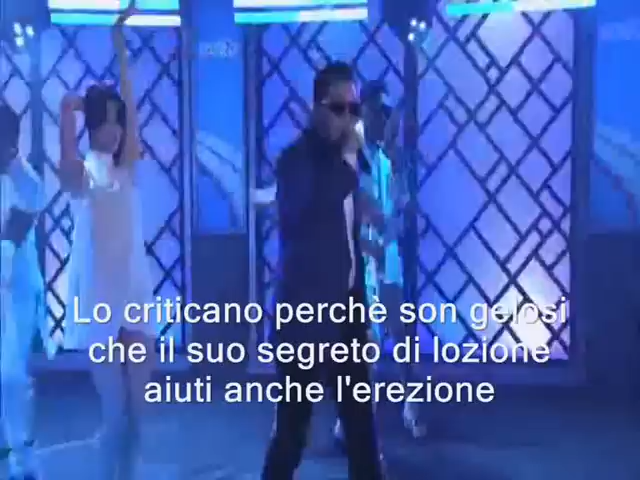 Lo criticano perchè son gelosi
che il suo segreto di lozione
aiuti anche l'erezione